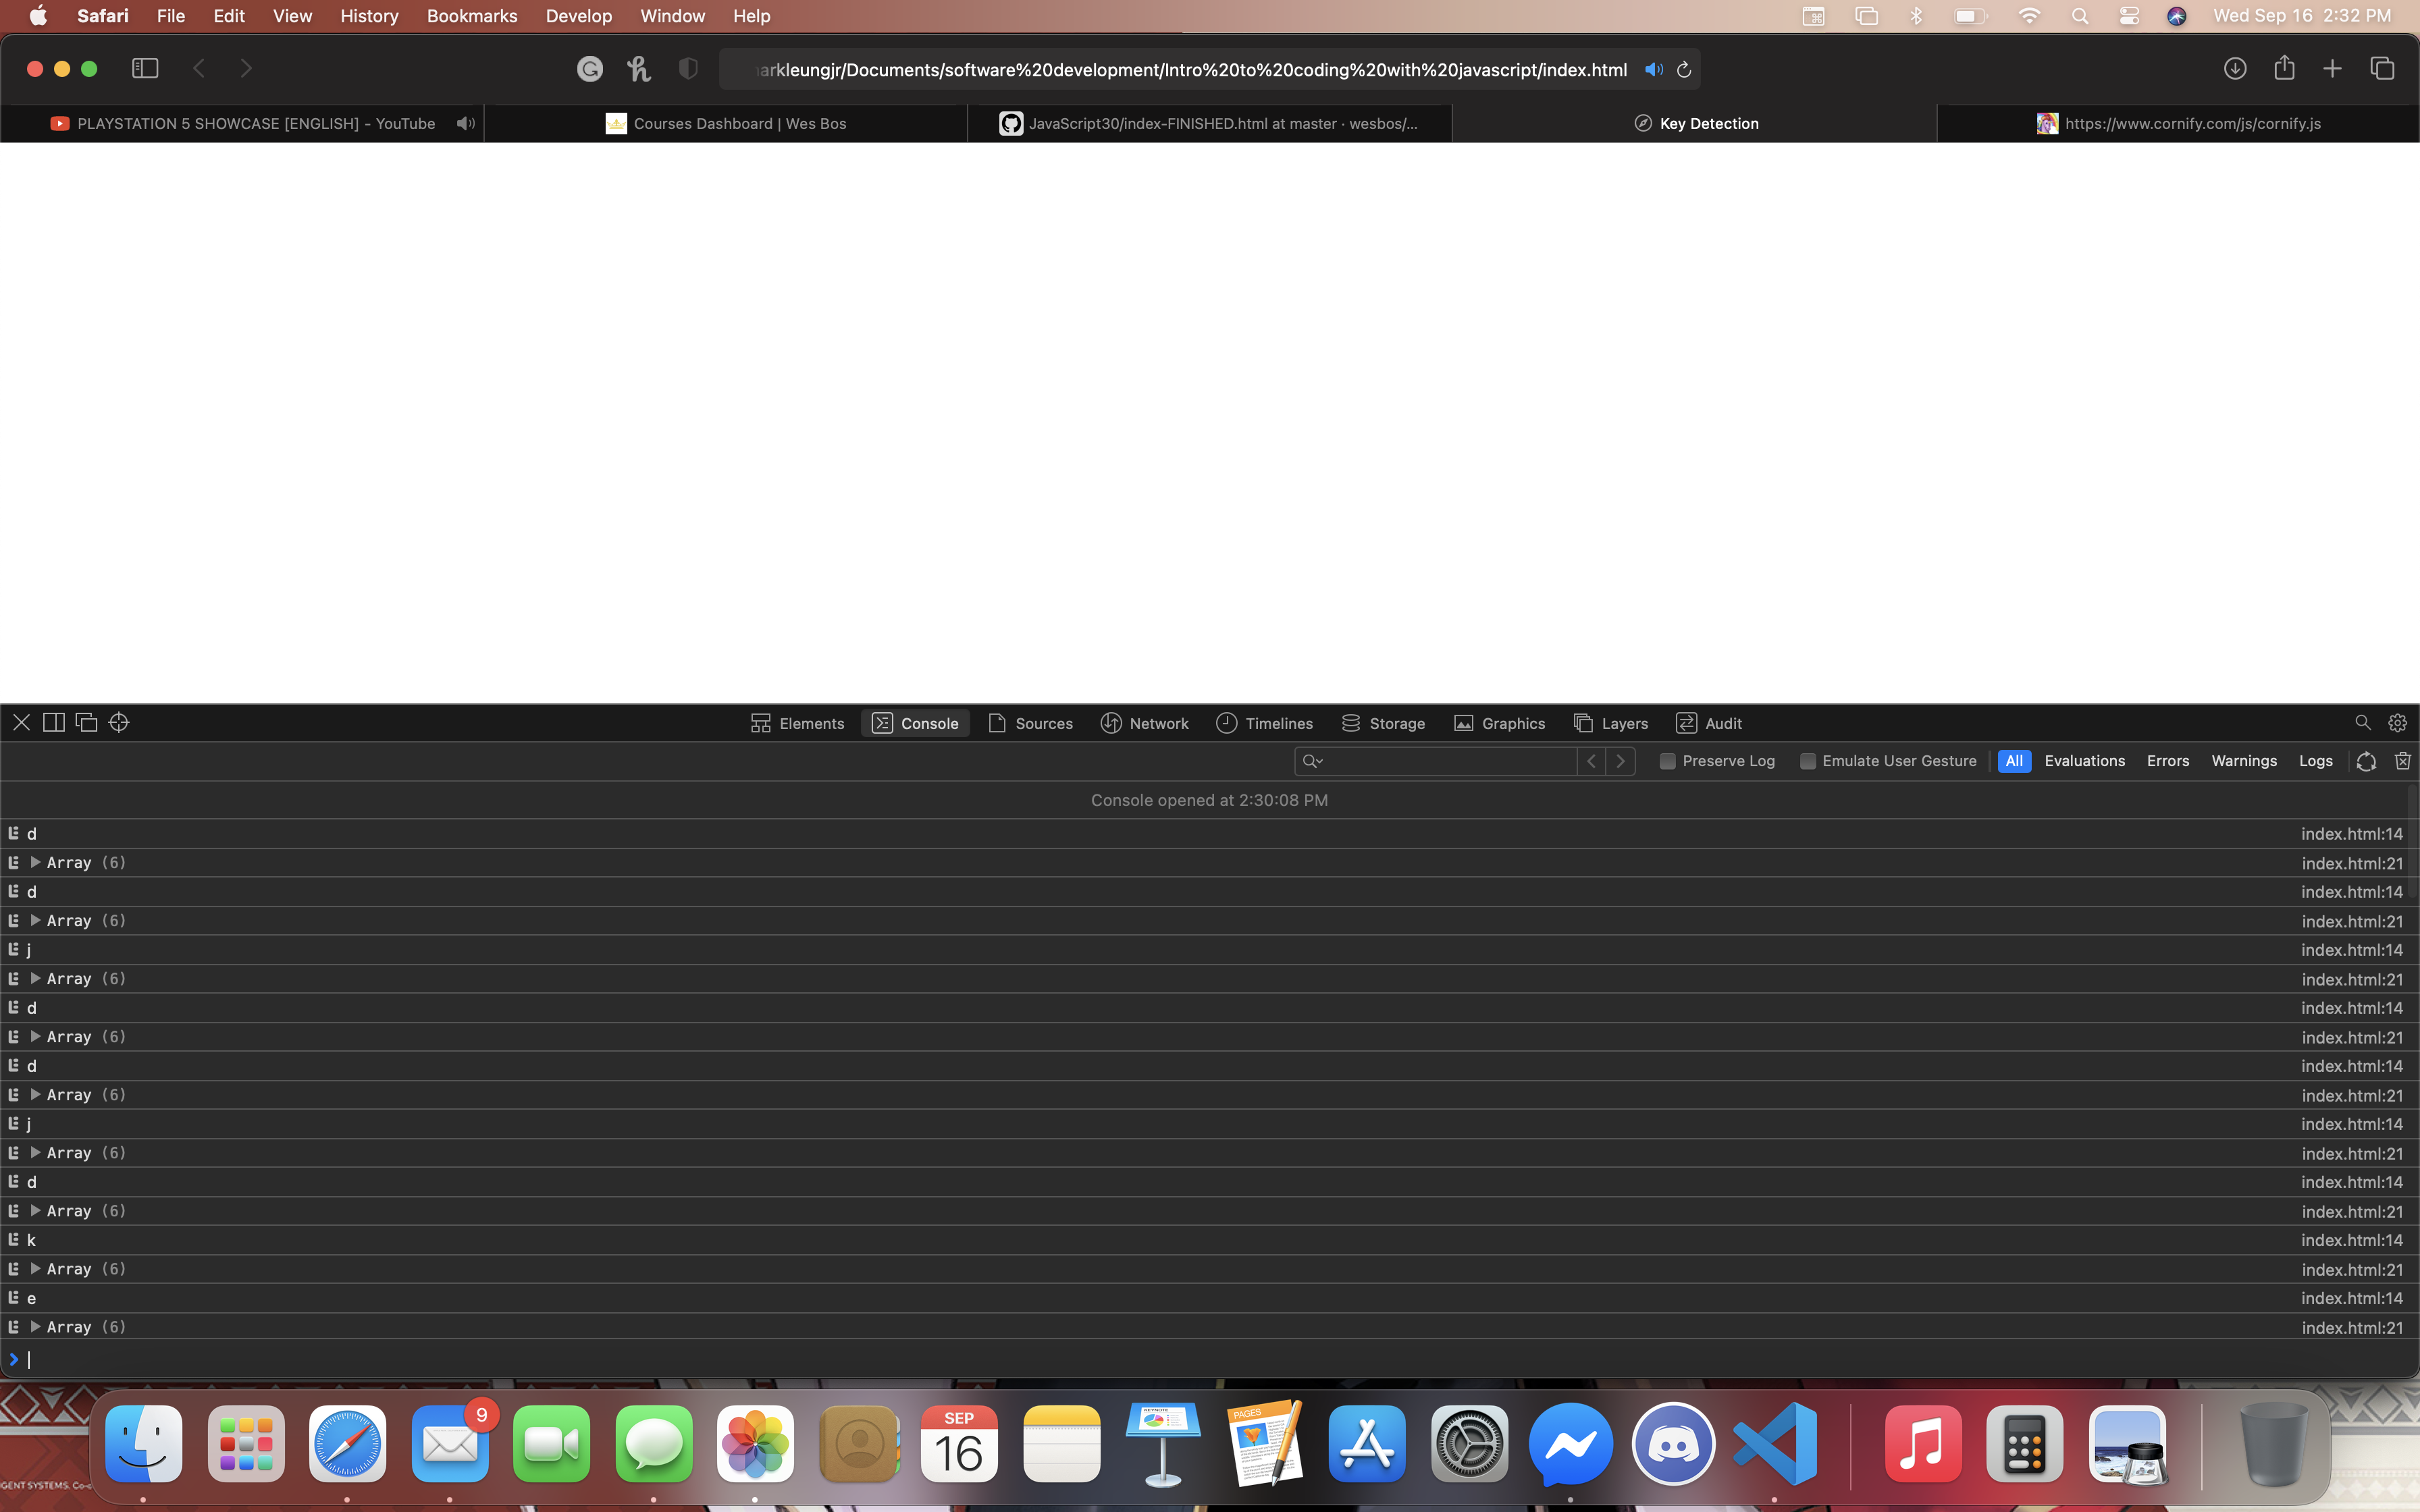 Safari File Edit View History Bookmarks Develop Window Help Wed Sep 16 2:32 PM
arkleungjr/Documents/software%20development/Intro%20to%20coding%20with%20javascript/index.html
PLAYSTATION 5 SHOWCASE [ENGLISH] - YouTube Courses Dashboard | Wes Bos JavaScript30/index-FINISHED.html at master · wesbos/... Key Detection https://www.cornify.com/js/cornify.js
Elements Console Sources Network Timelines Storage Graphics Layers Audit
Preserve Log Emulate User Gesture All Evaluations Errors Warnings Logs
Console opened at 2:30:08 PM
d index.html:14
Array (6) index.html:21
d index.html:14
Array (6) index.html:21
j index.html:14
Array (6) index.html:21
d index.html:14
Array (6) index.html:21
d index.html:14
Array (6) index.html:21
j index.html:14
Array (6) index.html:21
d index.html:14
Array (6) index.html:21
k index.html:14
Array (6) index.html:21
e index.html:14
Array (6) index.html:21
9
SEP
16
KEYNOTE
PAGES
GENT SYSTEMS. Co-c